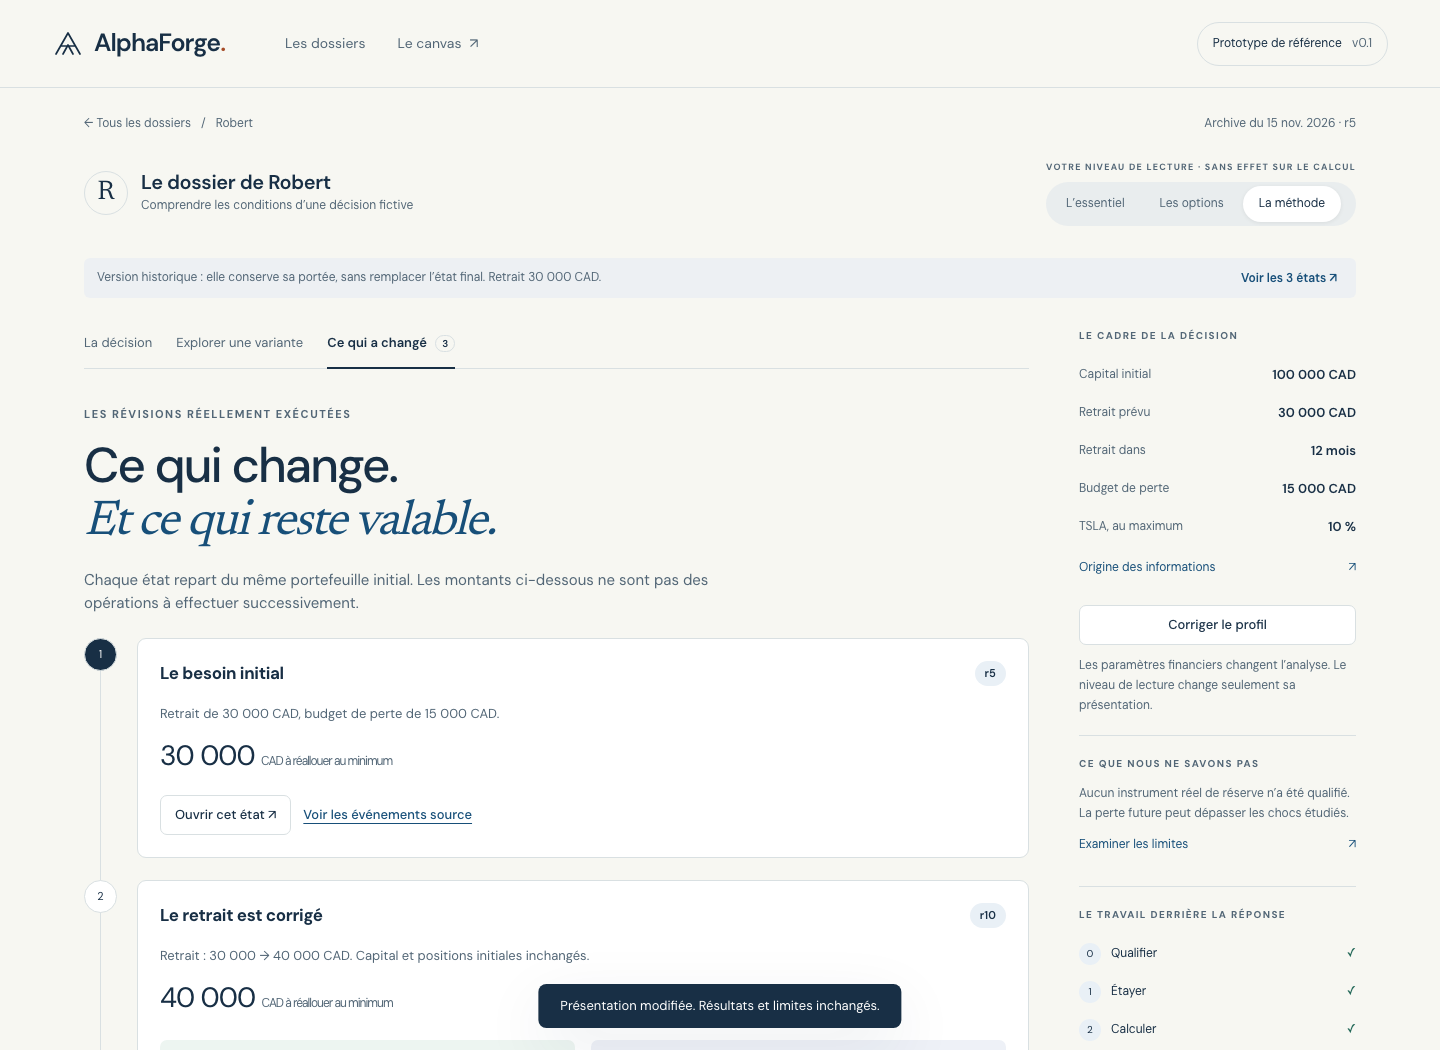 AlphaForge.
Les dossiers
Le canvas ↗
Prototype de référence v0.1
← Tous les dossiers / Robert
Archive du 15 nov. 2026 · r5
R
Le dossier de Robert
Comprendre les conditions d’une décision fictive
VOTRE NIVEAU DE LECTURE · SANS EFFET SUR LE CALCUL
L’essentiel
Les options
La méthode
Version historique : elle conserve sa portée, sans remplacer l’état final. Retrait 30 000 CAD.
Voir les 3 états ↗
La décision
Explorer une variante
Ce qui a changé 3
LES RÉVISIONS RÉELLEMENT EXÉCUTÉES
Ce qui change.
Et ce qui reste valable.
Chaque état repart du même portefeuille initial. Les montants ci-dessous ne sont pas des
opérations à effectuer successivement.
1
Le besoin initial
r5
Retrait de 30 000 CAD, budget de perte de 15 000 CAD.
30 000 CAD à réallouer au minimum
Ouvrir cet état ↗
Voir les événements source
2
Le retrait est corrigé
r10
Retrait : 30 000 → 40 000 CAD. Capital et positions initiales inchangés.
40 000 CAD à réallouer au minimum
Présentation modifiée. Résultats et limites inchangés.
LE CADRE DE LA DÉCISION
Capital initial 100 000 CAD
Retrait prévu 30 000 CAD
Retrait dans 12 mois
Budget de perte 15 000 CAD
TSLA, au maximum 10 %
Origine des informations ↗
Corriger le profil
Les paramètres financiers changent l’analyse. Le
niveau de lecture change seulement sa
présentation.
CE QUE NOUS NE SAVONS PAS
Aucun instrument réel de réserve n’a été qualifié.
La perte future peut dépasser les chocs étudiés.
Examiner les limites ↗
LE TRAVAIL DERRIÈRE LA RÉPONSE
0 Qualifier ✓
1 Étayer ✓
2 Calculer ✓